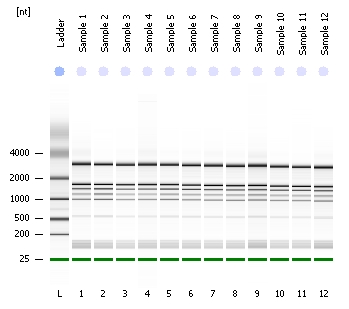 [nt]
Ladder
Sample 1
Sample 2
Sample 3
Sample 4
Sample 5
Sample 6
Sample 7
Sample 8
Sample 9
Sample 10
Sample 11
Sample 12
4000
2000
1000
500
200
25
L 1 2 3 4 5 6 7 8 9 10 11 12